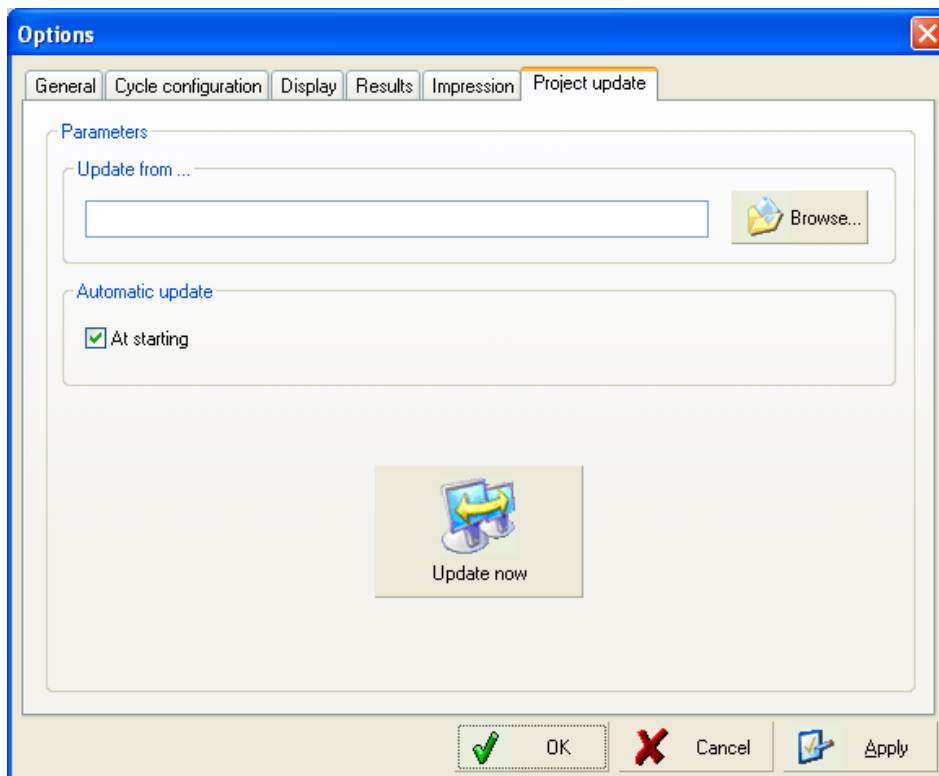 Options
General Cycle configuration Display Results Impression Project update
Parameters
Update from ...
Browse...
Automatic update
At starting
Update now
OK Cancel Apply